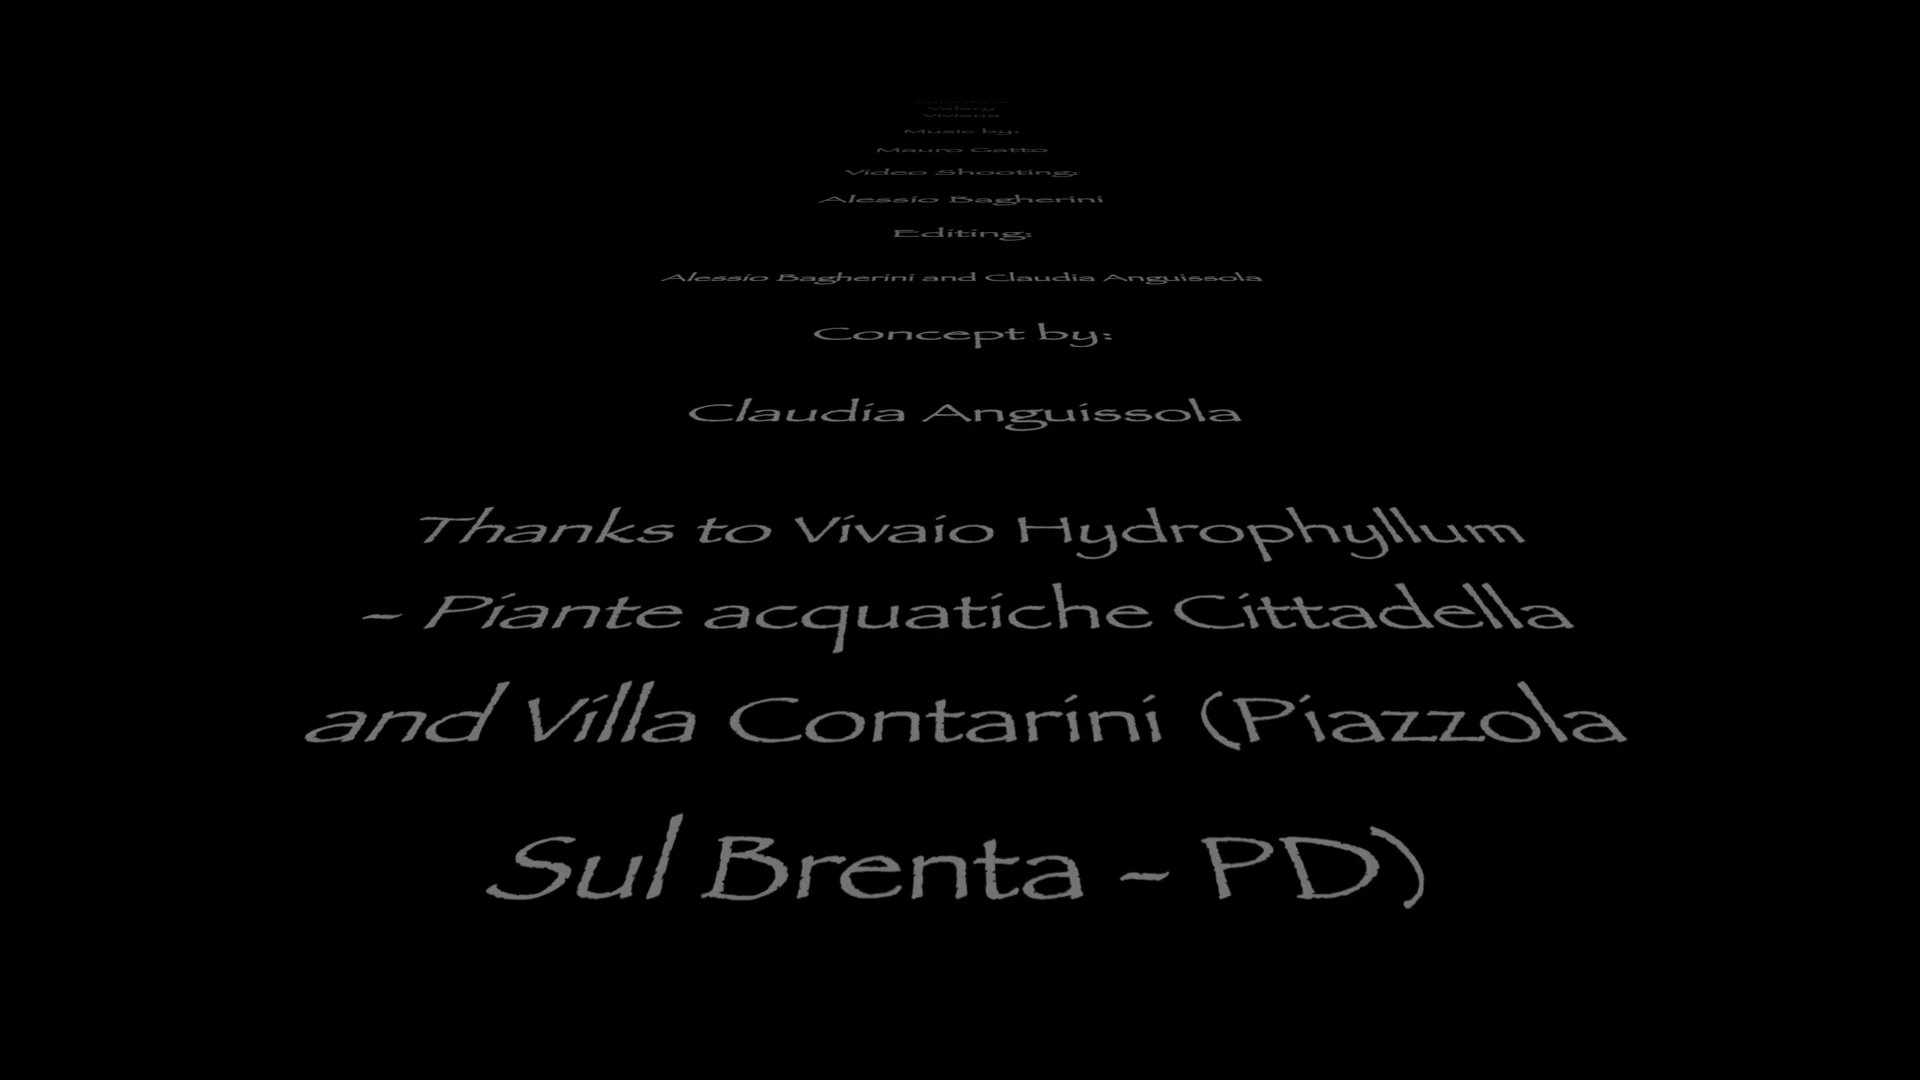 Valery
Viviana
Music by:
Mauro Gatto
Video Shooting:
Alessio Bagherini
Editing:
Alessio Bagherini and Claudia Anguissola
Concept by:
Claudia Anguissola
Thanks to Vivaio Hydrophyllum
- Piante acquatiche Cittadella
and Villa Contarini (Piazzola
Sul Brenta - PD)